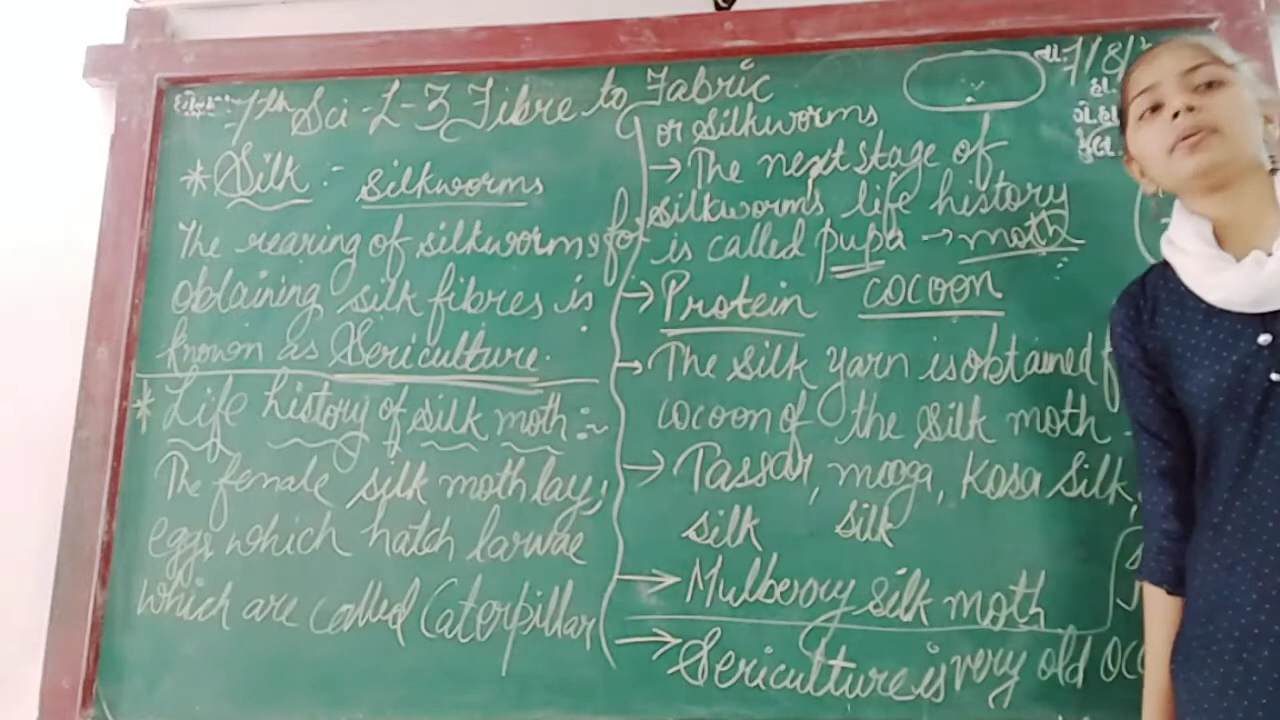 7th Sci-L-3 Fibre to Fabric
* Silk :- silkworms
The rearing of silkworms for
obtaining silk fibres is
known as Sericulture.
* Life history of silk moth :-
The female silk moth lays
eggs which hatch larvae
which are called Caterpillar
or silkworms
→ The next stage of
silkworms life history
is called pupa → moth
→ Protein cocoon
→ The silk yarn is obtained
cocoon of the silk moth
→ Tassar, mooga, Kosa silk,
silk silk
→ Mulberry silk moth
→ Sericulture is very old
તા. 7/8/